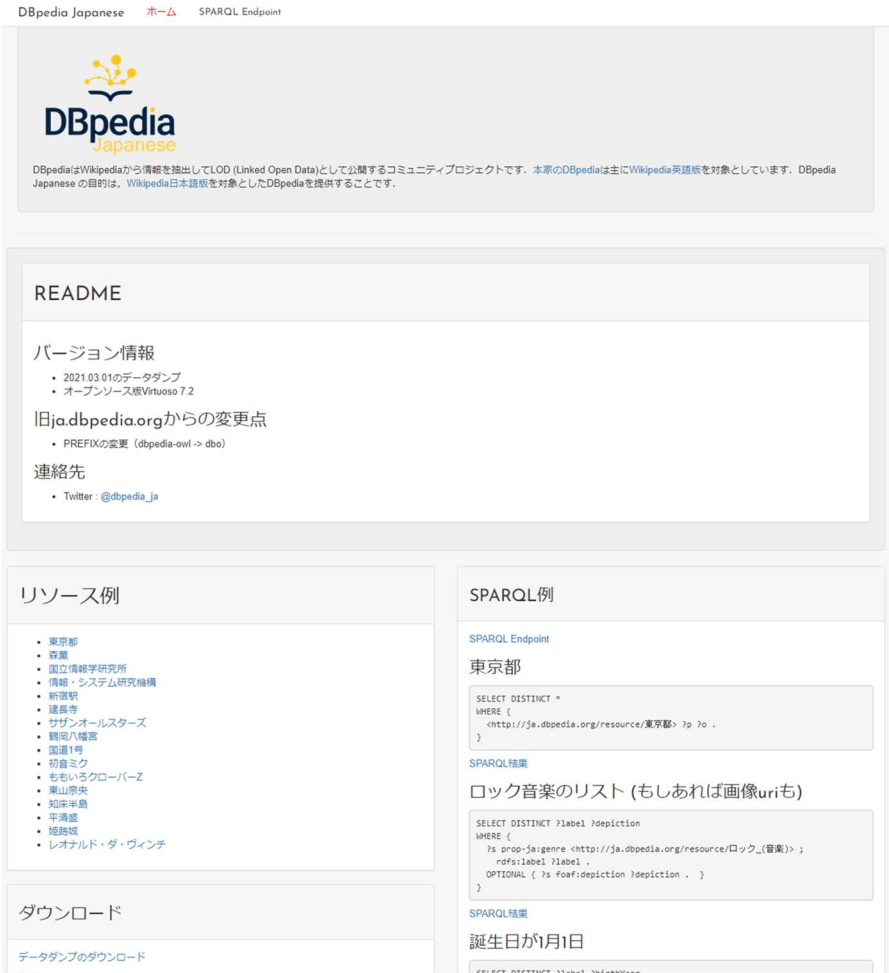 DBpedia Japanese ホーム SPARQL Endpoint
DBpedia
Japanese
DBpediaはWikipediaから情報を抽出してLOD (Linked Open Data)として公開するコミュニティプロジェクトです．本家のDBpediaは主にWikipedia英語版を対象としています．DBpedia
Japanese の目的は，Wikipedia日本語版を対象としたDBpediaを提供することです．
README
バージョン情報
2021.03.01のデータダンプ
オープンソース版Virtuoso 7.2
旧ja.dbpedia.orgからの変更点
PREFIXの変更（dbpedia-owl -> dbo）
連絡先
Twitter : @dbpedia_ja
リソース例
東京都
森薫
国立情報学研究所
情報・システム研究機構
新宿駅
建長寺
サザンオールスターズ
鶴岡八幡宮
国道1号
初音ミク
ももいろクローバーZ
東山奈央
知床半島
平清盛
姫路城
レオナルド・ダ・ヴィンチ
ダウンロード
データダンプのダウンロード
SPARQL例
SPARQL Endpoint
東京都
SELECT DISTINCT *
WHERE {
<http://ja.dbpedia.org/resource/東京都> ?p ?o .
}
SPARQL結果
ロック音楽のリスト (もしあれば画像uriも)
SELECT DISTINCT ?label ?depiction
WHERE {
?s prop-ja:genre <http://ja.dbpedia.org/resource/ロック_(音楽)> ;
rdfs:label ?label .
OPTIONAL { ?s foaf:depiction ?depiction . }
}
SPARQL結果
誕生日が1月1日
SELECT DISTINCT ?label ?birthYear